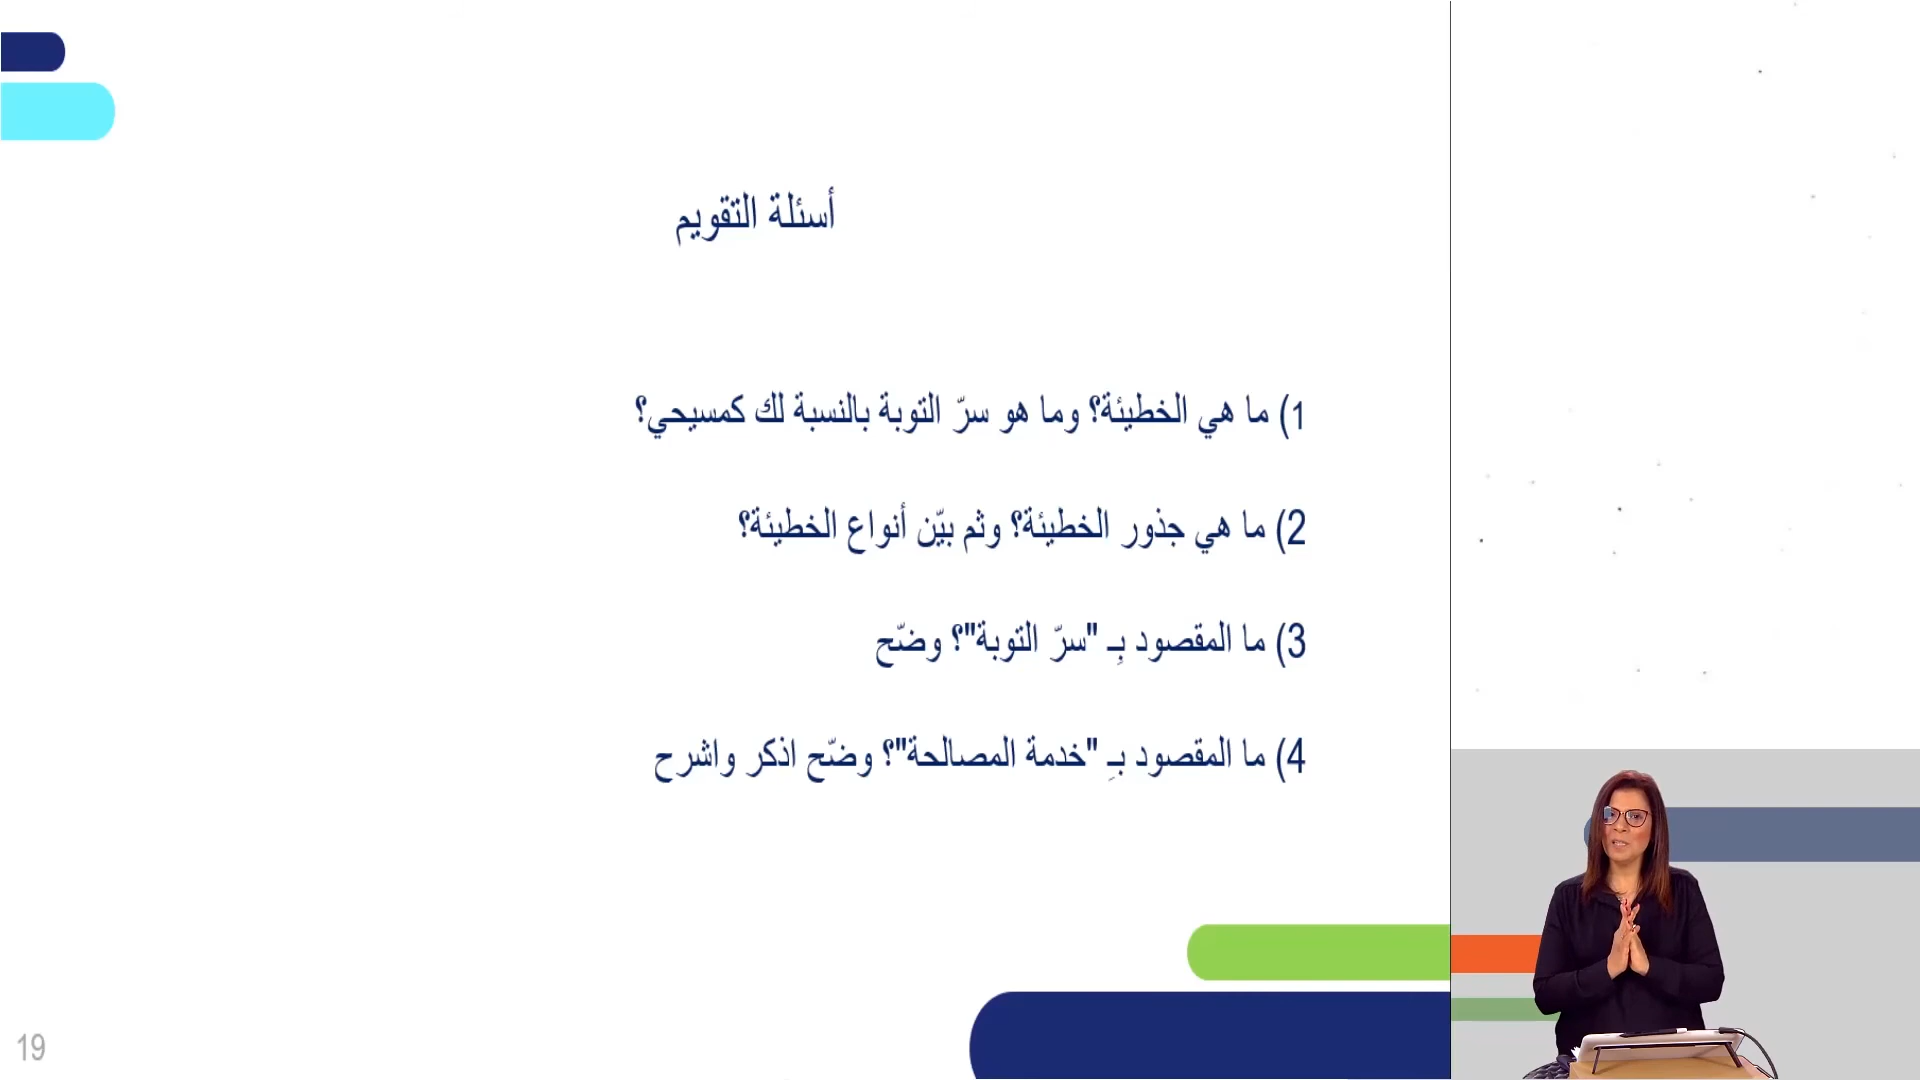 أسئلة التقويم
1) ما هي الخطيئة؟ وما هو سرّ التوبة بالنسبة لك كمسيحي؟
2) ما هي جذور الخطيئة؟ وثم بيّن أنواع الخطيئة؟
3) ما المقصود بِـ "سرّ التوبة"؟ وضّح
4) ما المقصود بـِ "خدمة المصالحة"؟ وضّح اذكر واشرح
19